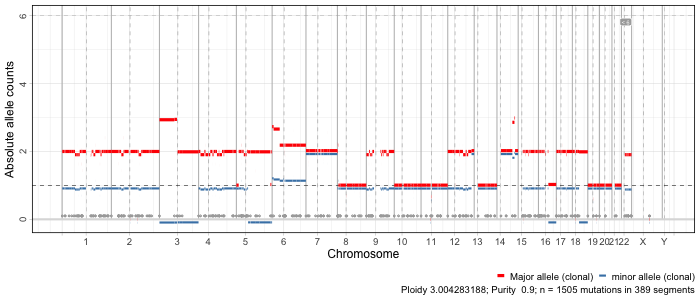 6
4
2
0
Absolute allele counts
1 2 3 4 5 6 7 8 9 10 11 12 13 14 15 16 17 18 19 20 21 22 X Y
Chromosome
Major allele (clonal) minor allele (clonal)
Ploidy 3.004283188; Purity 0.9; n = 1505 mutations in 389 segments